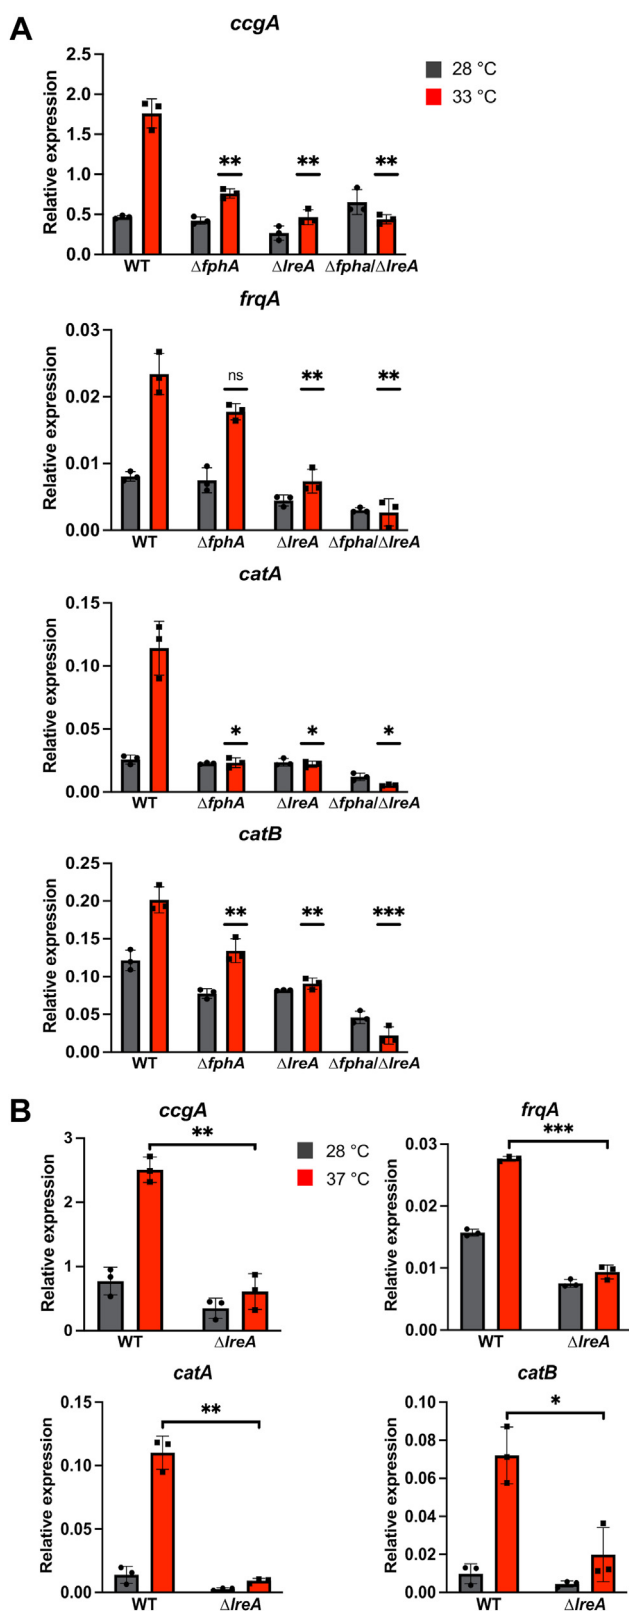 A
ccgA
28 °C
33 °C
Relative expression
2.5
2.0
1.5
1.0
0.5
0.0
** ** **
WT ΔfphA ΔlreA Δfpha/ΔlreA
frqA
Relative expression
0.03
0.02
0.01
0.00
ns ** **
WT ΔfphA ΔlreA Δfpha/ΔlreA
catA
Relative expression
0.15
0.10
0.05
0.00
* * *
WT ΔfphA ΔlreA Δfpha/ΔlreA
catB
Relative expression
0.25
0.20
0.15
0.10
0.05
0.00
** ** ***
WT ΔfphA ΔlreA Δfpha/ΔlreA
B
ccgA
28 °C
37 °C
Relative expression
3
2
1
0
**
WT ΔlreA
frqA
Relative expression
0.03
0.02
0.01
0.00
***
WT ΔlreA
catA
Relative expression
0.15
0.10
0.05
0.00
**
WT ΔlreA
catB
Relative expression
0.10
0.08
0.06
0.04
0.02
0.00
*
WT ΔlreA